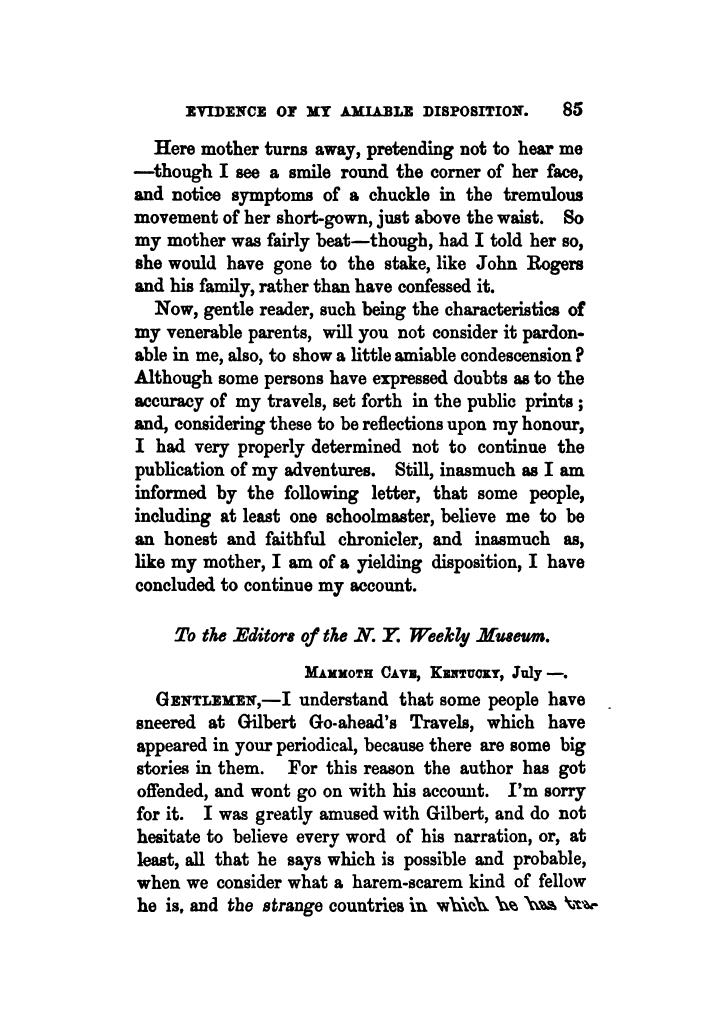 EVIDENCE OF MY AMIABLE DISPOSITION. 85
Here mother turns away, pretending not to hear me
—though I see a smile round the corner of her face,
and notice symptoms of a chuckle in the tremulous
movement of her short-gown, just above the waist. So
my mother was fairly beat—though, had I told her so,
she would have gone to the stake, like John Rogers
and his family, rather than have confessed it.
Now, gentle reader, such being the characteristics of
my venerable parents, will you not consider it pardon-
able in me, also, to show a little amiable condescension?
Although some persons have expressed doubts as to the
accuracy of my travels, set forth in the public prints;
and, considering these to be reflections upon my honour,
I had very properly determined not to continue the
publication of my adventures. Still, inasmuch as I am
informed by the following letter, that some people,
including at least one schoolmaster, believe me to be
an honest and faithful chronicler, and inasmuch as,
like my mother, I am of a yielding disposition, I have
concluded to continue my account.
To the Editors of the N. Y. Weekly Museum.
MAMMOTH CAVE, KENTUCKY, July —.
GENTLEMEN,—I understand that some people have
sneered at Gilbert Go-ahead's Travels, which have
appeared in your periodical, because there are some big
stories in them. For this reason the author has got
offended, and wont go on with his account. I'm sorry
for it. I was greatly amused with Gilbert, and do not
hesitate to believe every word of his narration, or, at
least, all that he says which is possible and probable,
when we consider what a harem-scarem kind of fellow
he is, and the strange countries in which he has tra-